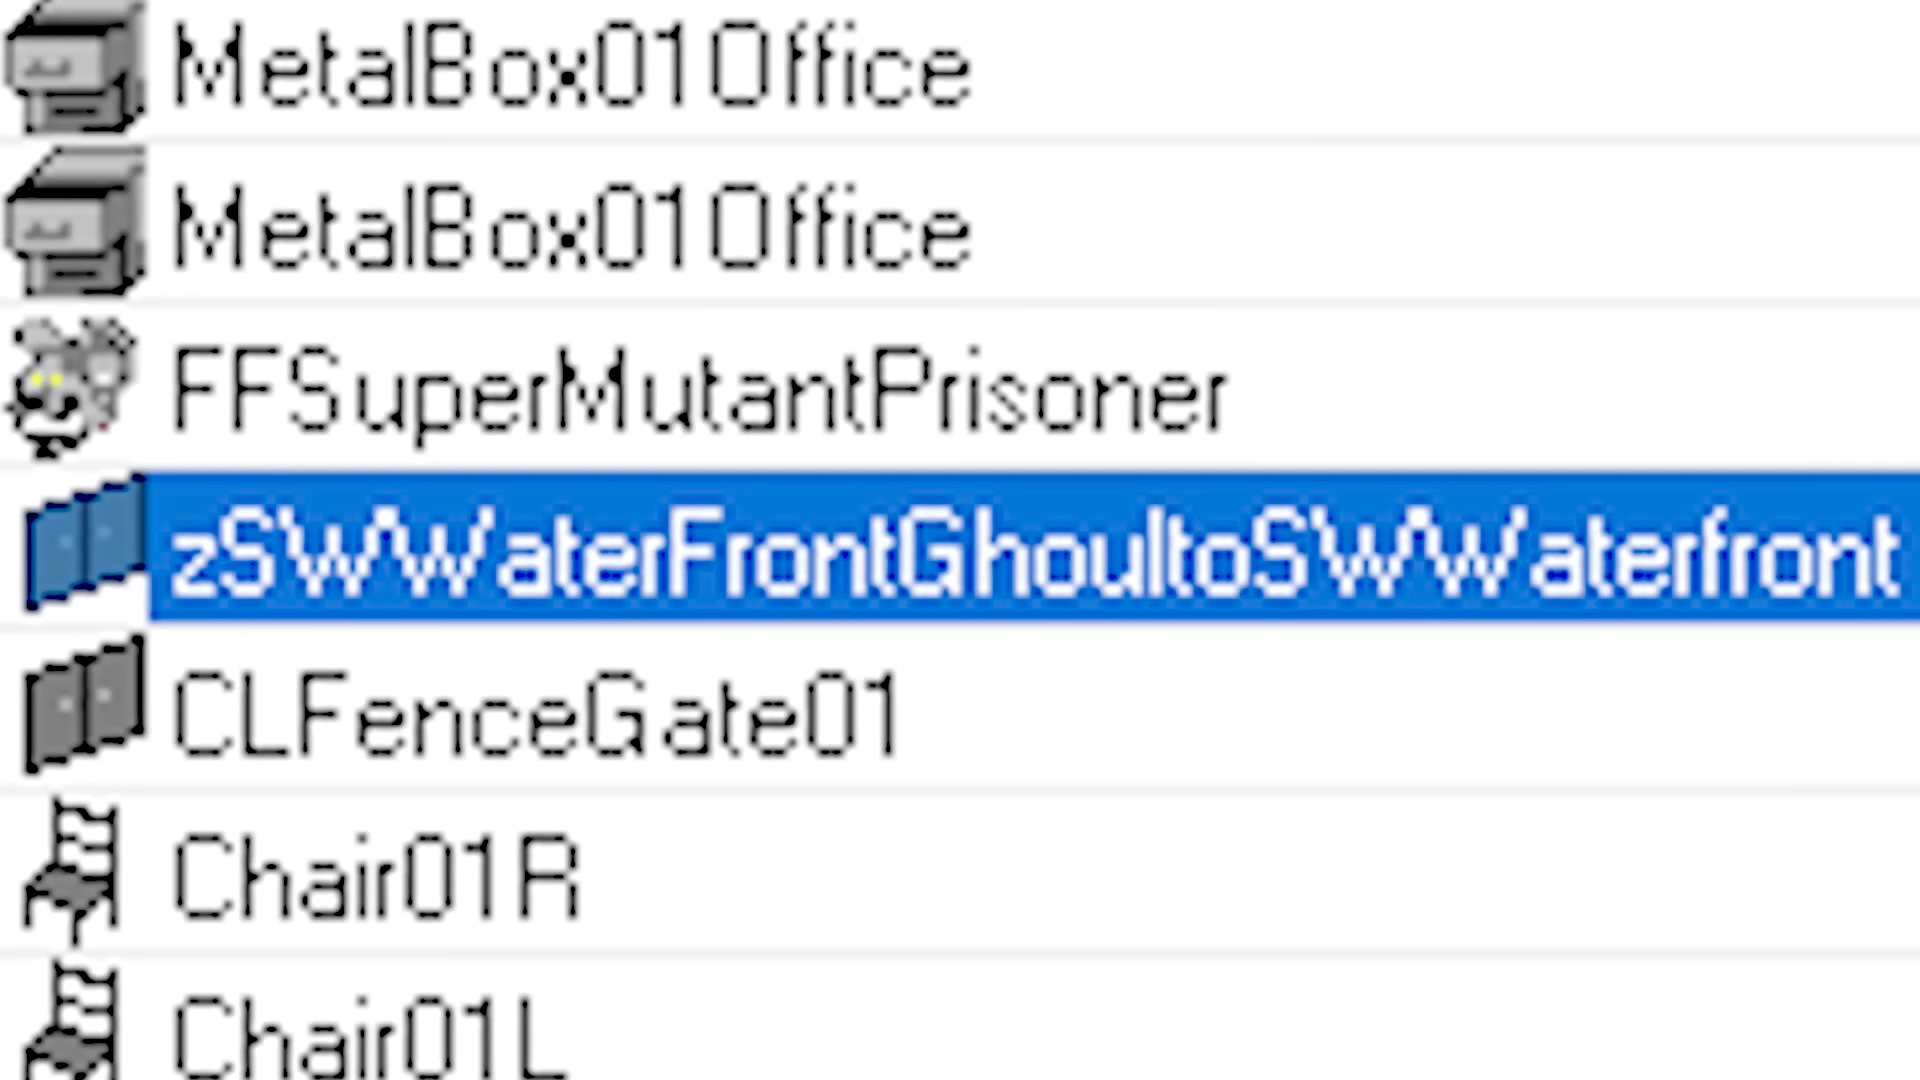 MetalBox01Office
MetalBox01Office
FFSuperMutantPrisoner
zSWWaterFrontGhoultoSWWaterfront
CLFenceGate01
Chair01R
Chair01L